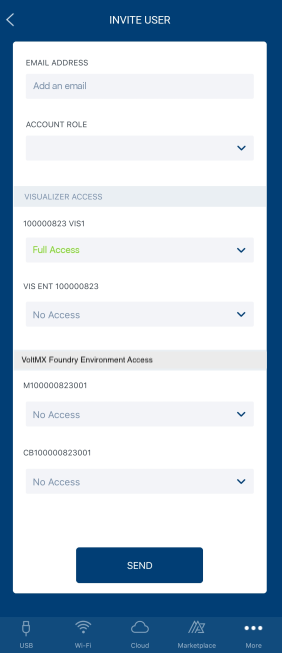 INVITE USER
EMAIL ADDRESS
Add an email
ACCOUNT ROLE
VISUALIZER ACCESS
100000823 VIS1
Full Access
VIS ENT 100000823
No Access
VoltMX Foundry Environment Access
M100000823001
No Access
CB100000823001
No Access
SEND
USB Wi-Fi Cloud Marketplace More